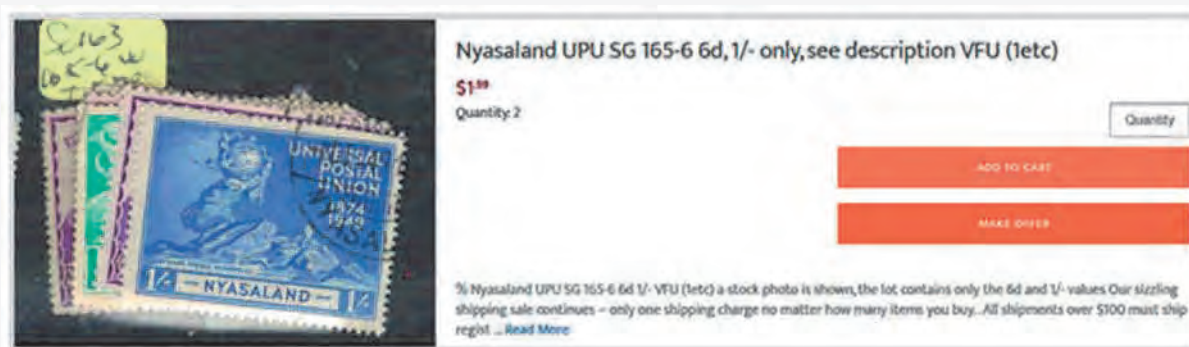 Sc163
UNIVERSAL
POSTAL
UNION
1874
1949
1/- NYASALAND 1/-
Nyasaland UPU SG 165-6 6d, 1/- only, see description VFU (1etc)
$1.59
Quantity: 2
Quantity
ADD TO CART
MAKE OFFER
% Nyasaland UPU SG 165-6 6d 1/- VFU (1etc) a stock photo is shown, the lot contains only the 6d and 1/- values Our sizzling
shipping sale continues – only one shipping charge no matter how many items you buy... All shipments over $100 must ship
regist ... Read More